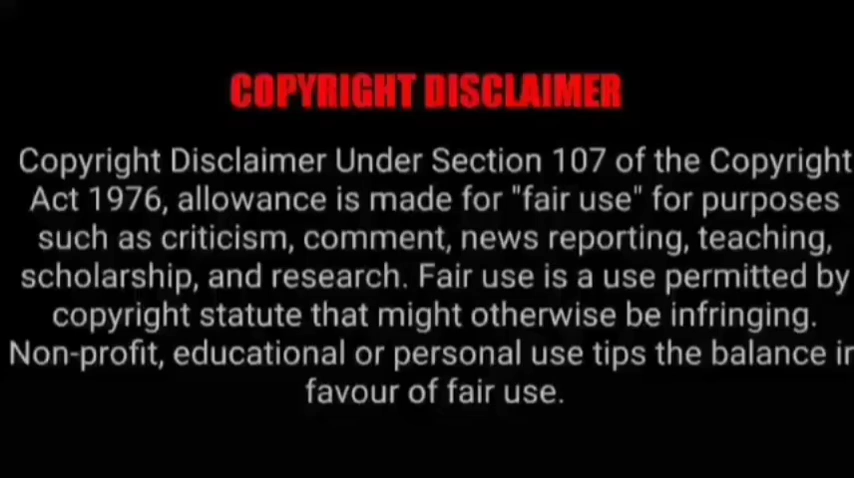 COPYRIGHT DISCLAIMER
Copyright Disclaimer Under Section 107 of the Copyright
Act 1976, allowance is made for "fair use" for purposes
such as criticism, comment, news reporting, teaching,
scholarship, and research. Fair use is a use permitted by
copyright statute that might otherwise be infringing.
Non-profit, educational or personal use tips the balance in
favour of fair use.